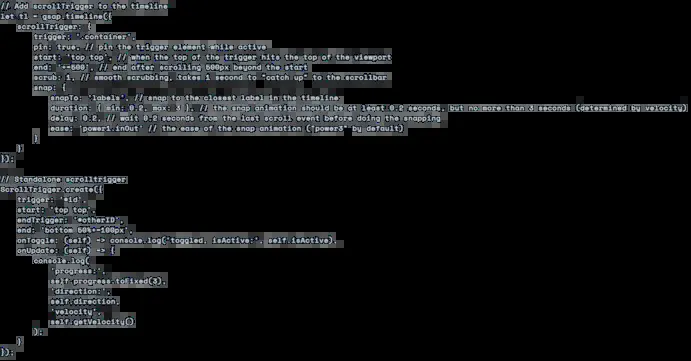 // Add scrollTrigger to the timeline
let tl = gsap.timeline({
scrollTrigger: {
trigger: '.container',
pin: true, // pin the trigger element while active
start: 'top top', // when the top of the trigger hits the top of the viewport
end: '+=500', // end after scrolling 500px beyond the start
scrub: 1, // smooth scrubbing, takes 1 second to "catch up" to the scrollbar
snap: {
snapTo: 'labels', // snap to the closest label in the timeline
duration: { min: 0.2, max: 3 }, // the snap animation should be at least 0.2 seconds, but no more than 3 seconds (determined by velocity)
delay: 0.2, // wait 0.2 seconds from the last scroll event before doing the snapping
ease: 'power1.inOut' // the ease of the snap animation ("power3" by default)
}
}
});
// Standalone scrolltrigger
ScrollTrigger.create({
trigger: '#id',
start: 'top top',
endTrigger: '#otherID',
end: 'bottom 50%+=100px',
onToggle: (self) => console.log('toggled, isActive:', self.isActive),
onUpdate: (self) => {
console.log(
'progress:',
self.progress.toFixed(3),
'direction:',
self.direction,
'velocity',
self.getVelocity()
);
}
});